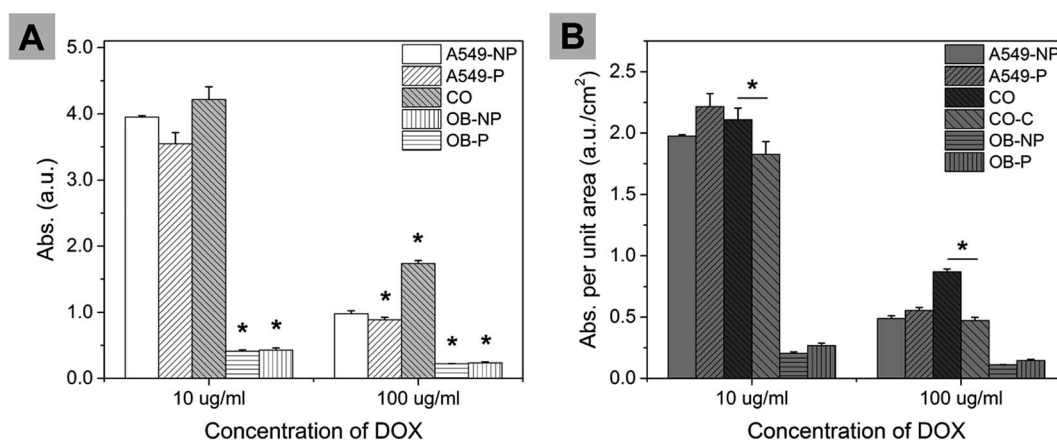 A
5.0
4.0
3.0
2.0
1.0
0.0
Abs. (a.u.)
A549-NP
A549-P
CO
OB-NP
OB-P
*
*
*
*
*
*
10 ug/ml
100 ug/ml
Concentration of DOX
B
2.5
2.0
1.5
1.0
0.5
0.0
Abs. per unit area (a.u./cm²)
A549-NP
A549-P
CO
CO-C
OB-NP
OB-P
*
*
10 ug/ml
100 ug/ml
Concentration of DOX